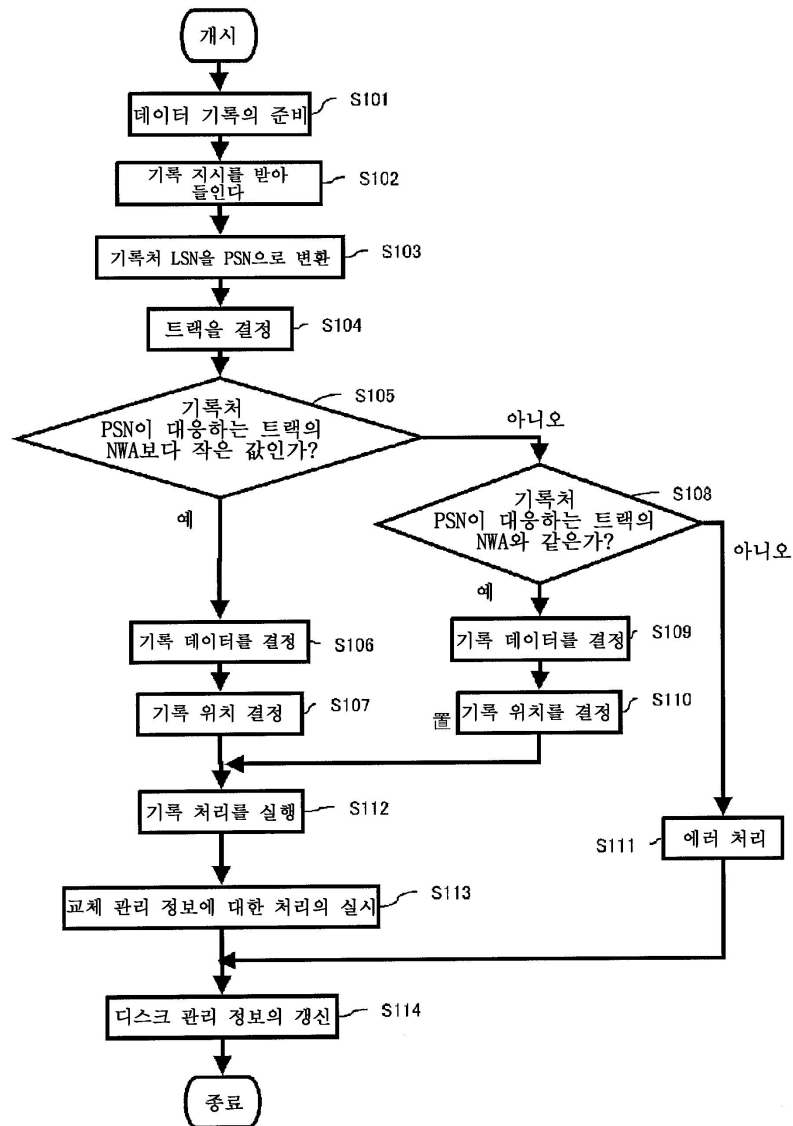 개시
데이터 기록의 준비
S101
기록 지시를 받아
들인다
S102
기록처 LSN을 PSN으로 변환
S103
트랙을 결정
S104
S105
기록처
PSN이 대응하는 트랙의
NWA보다 작은 값인가?
아니오
예
S108
기록처
PSN이 대응하는 트랙의
NWA와 같은가?
아니오
예
기록 데이터를 결정
S106
기록 데이터를 결정
S109
기록 위치 결정
S107
置
기록 위치를 결정
S110
기록 처리를 실행
S112
S111
에러 처리
교체 관리 정보에 대한 처리의 실시
S113
디스크 관리 정보의 갱신
S114
종료